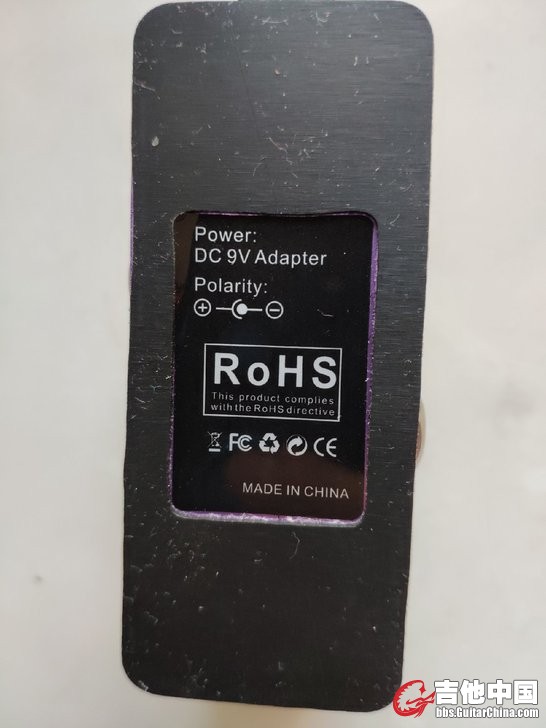 Power:
DC 9V Adapter
Polarity:
RoHS
This product complies
with the RoHS directive
FC CE
MADE IN CHINA
吉他中国
bbs.GuitarChina.com